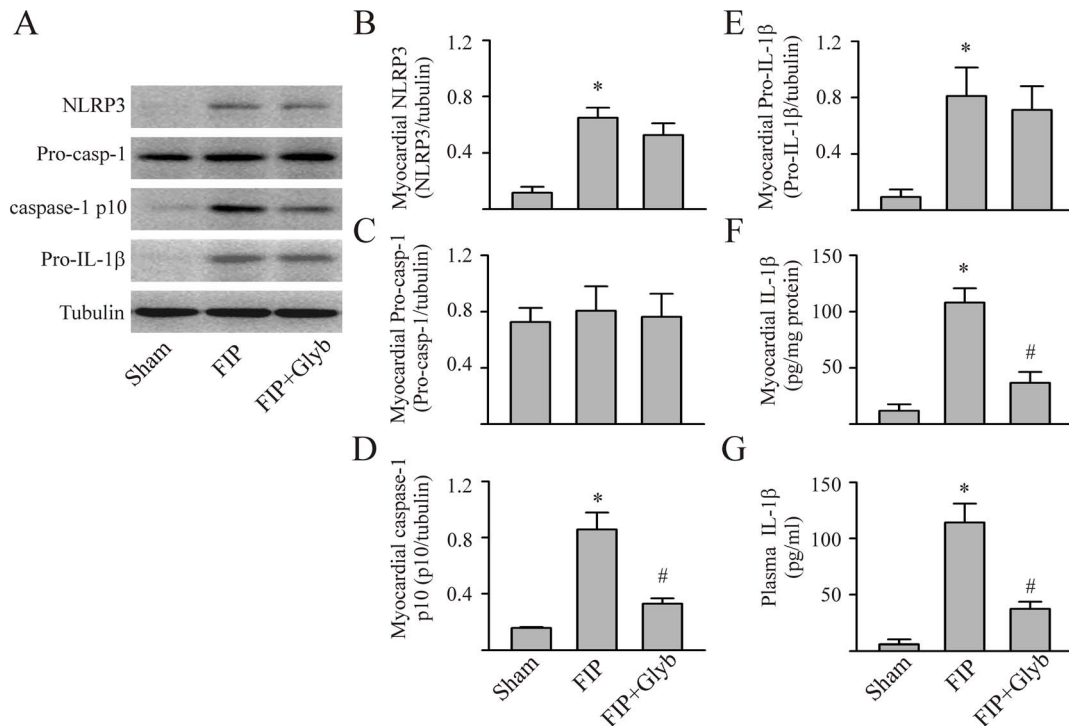 A
NLRP3
Pro-casp-1
caspase-1 p10
Pro-IL-1β
Tubulin
Sham
FIP
FIP+Glyb
B
Myocardial NLRP3
(NLRP3/tubulin)
1.2
0.8
0.4
*
C
Myocardial Pro-casp-1
(Pro-casp-1/tubulin)
1.2
0.8
0.4
D
Myocardial caspase-1
p10 (p10/tubulin)
1.2
0.8
0.4
*
#
Sham
FIP
FIP+Glyb
E
Myocardial Pro-IL-1β
(Pro-IL-1β/tubulin)
1.2
0.8
0.4
*
F
Myocardial IL-1β
(pg/mg protein)
150
100
50
*
#
G
Plasma IL-1β
(pg/ml)
150
100
50
*
#
Sham
FIP
FIP+Glyb